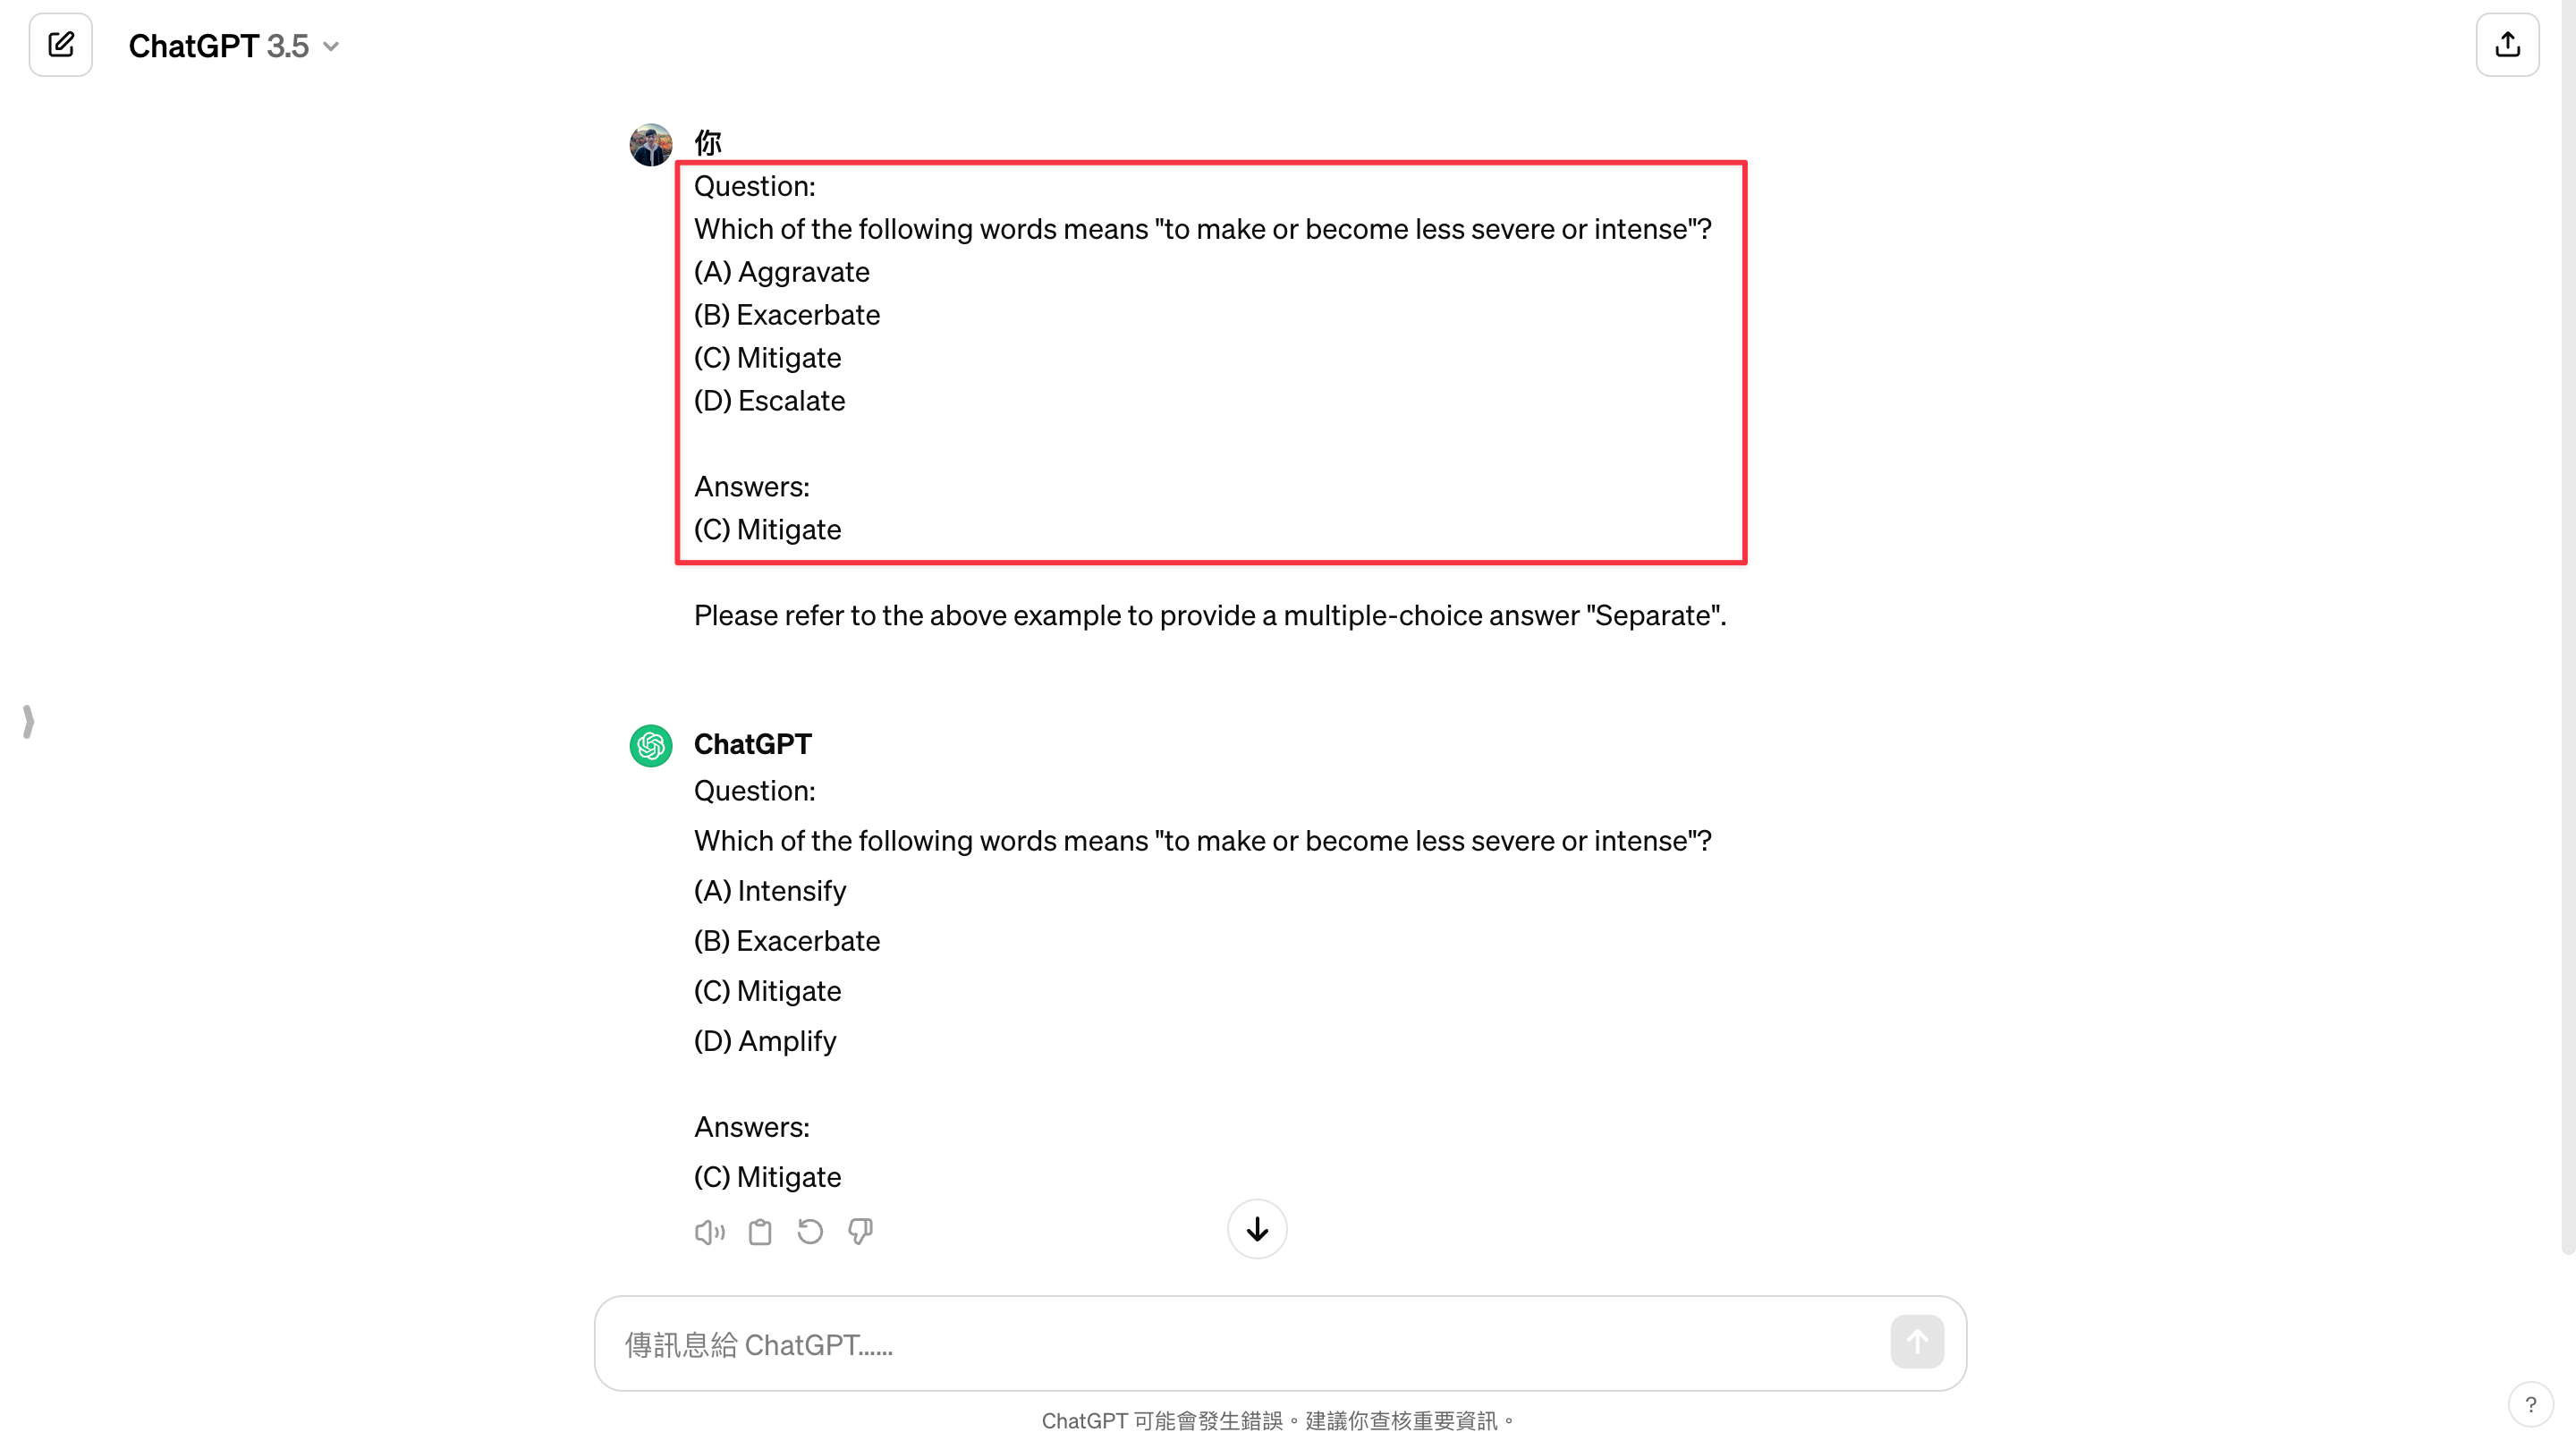 ChatGPT 3.5
你
Question:
Which of the following words means "to make or become less severe or intense"?
(A) Aggravate
(B) Exacerbate
(C) Mitigate
(D) Escalate
Answers:
(C) Mitigate
Please refer to the above example to provide a multiple-choice answer "Separate".
ChatGPT
Question:
Which of the following words means "to make or become less severe or intense"?
(A) Intensify
(B) Exacerbate
(C) Mitigate
(D) Amplify
Answers:
(C) Mitigate
傳訊息給 ChatGPT......
ChatGPT 可能會發生錯誤。建議你查核重要資訊。
?